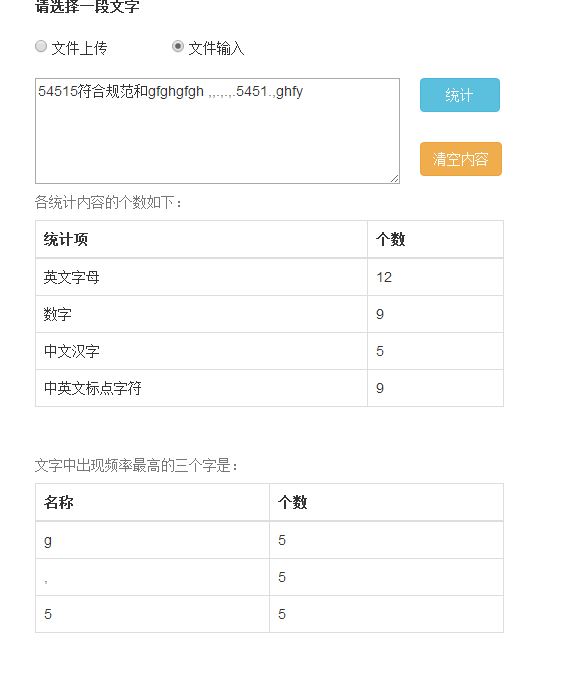 请选择一段文字
文件上传 文件输入
54515符合规范和gfghgfgh ,,.,.,.5451.,ghfy
统计
清空内容
各统计内容的个数如下：
统计项 个数
英文字母 12
数字 9
中文汉字 5
中英文标点字符 9
文字中出现频率最高的三个字是：
名称 个数
g 5
, 5
5 5